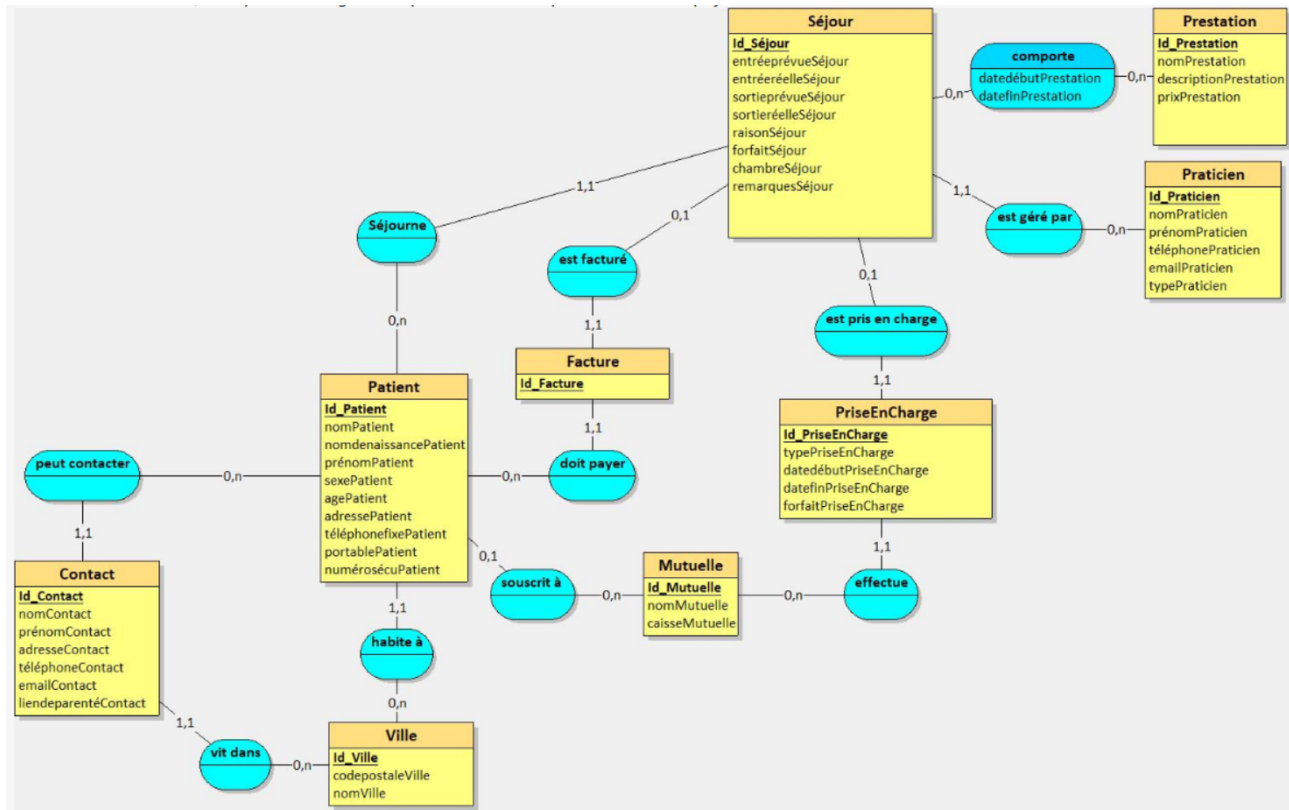 Séjour
Id_Séjour
entréeprévueSéjour
entréeréelleSéjour
sortieprévueSéjour
sortieréelleSéjour
raisonSéjour
forfaitSéjour
chambreSéjour
remarquesSéjour
comporte
datedébutPrestation
datefinPrestation
0,n
0,n
Prestation
Id_Prestation
nomPrestation
descriptionPrestation
prixPrestation
1,1
est géré par
0,n
Praticien
Id_Praticien
nomPraticien
prénomPraticien
téléphonePraticien
emailPraticien
typePraticien
1,1
Séjourne
0,n
0,1
est facturé
1,1
0,1
est pris en charge
1,1
Facture
Id_Facture
1,1
doit payer
0,n
Patient
Id_Patient
nomPatient
nomdenaissancePatient
prénomPatient
sexePatient
agePatient
adressePatient
téléphonefixePatient
portablePatient
numérosécuPatient
PriseEnCharge
Id_PriseEnCharge
typePriseEnCharge
datedébutPriseEnCharge
datefinPriseEnCharge
forfaitPriseEnCharge
1,1
effectue
0,n
peut contacter
0,n
1,1
Contact
Id_Contact
nomContact
prénomContact
adresseContact
téléphoneContact
emailContact
liendeparentéContact
0,1
souscrit à
0,n
Mutuelle
Id_Mutuelle
nomMutuelle
caisseMutuelle
1,1
habite à
0,n
1,1
vit dans
0,n
Ville
Id_Ville
codepostaleVille
nomVille